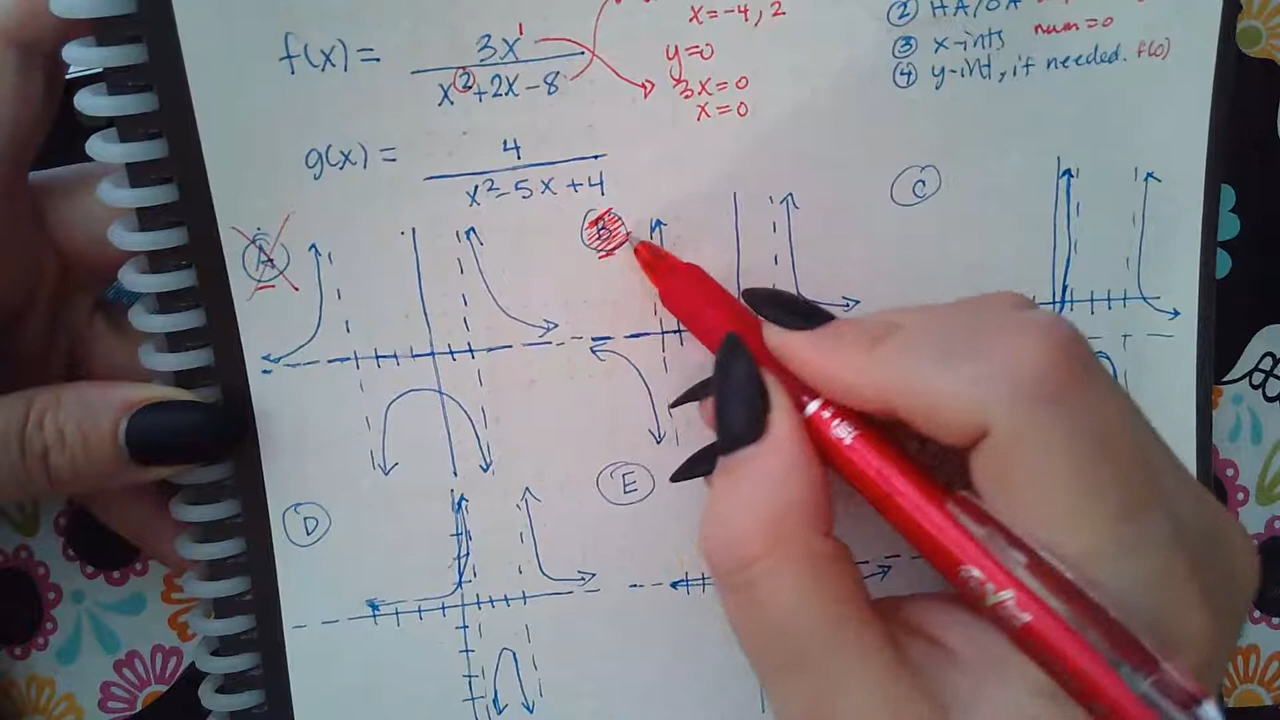 x=-4, 2
② HA/OA
③ x-ints num=0
④ y-int, if needed. f(0)
f(x) = 3x¹ / x²+2x-8
y=0
3x=0
x=0
g(x) = 4 / x²-5x+4
A
B
C
D
E